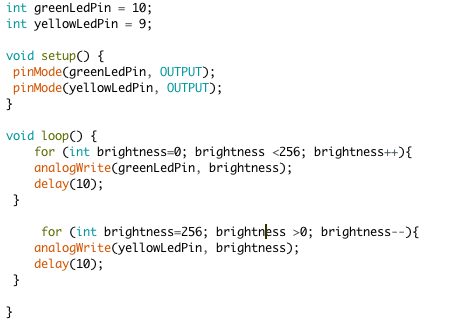 int greenLedPin = 10;
int yellowLedPin = 9;

void setup() {
 pinMode(greenLedPin, OUTPUT);
 pinMode(yellowLedPin, OUTPUT);
}

void loop() {
    for (int brightness=0; brightness <256; brightness++){
    analogWrite(greenLedPin, brightness);
    delay(10);
 }

     for (int brightness=256; brightness >0; brightness--){
    analogWrite(yellowLedPin, brightness);
    delay(10);
 }

}